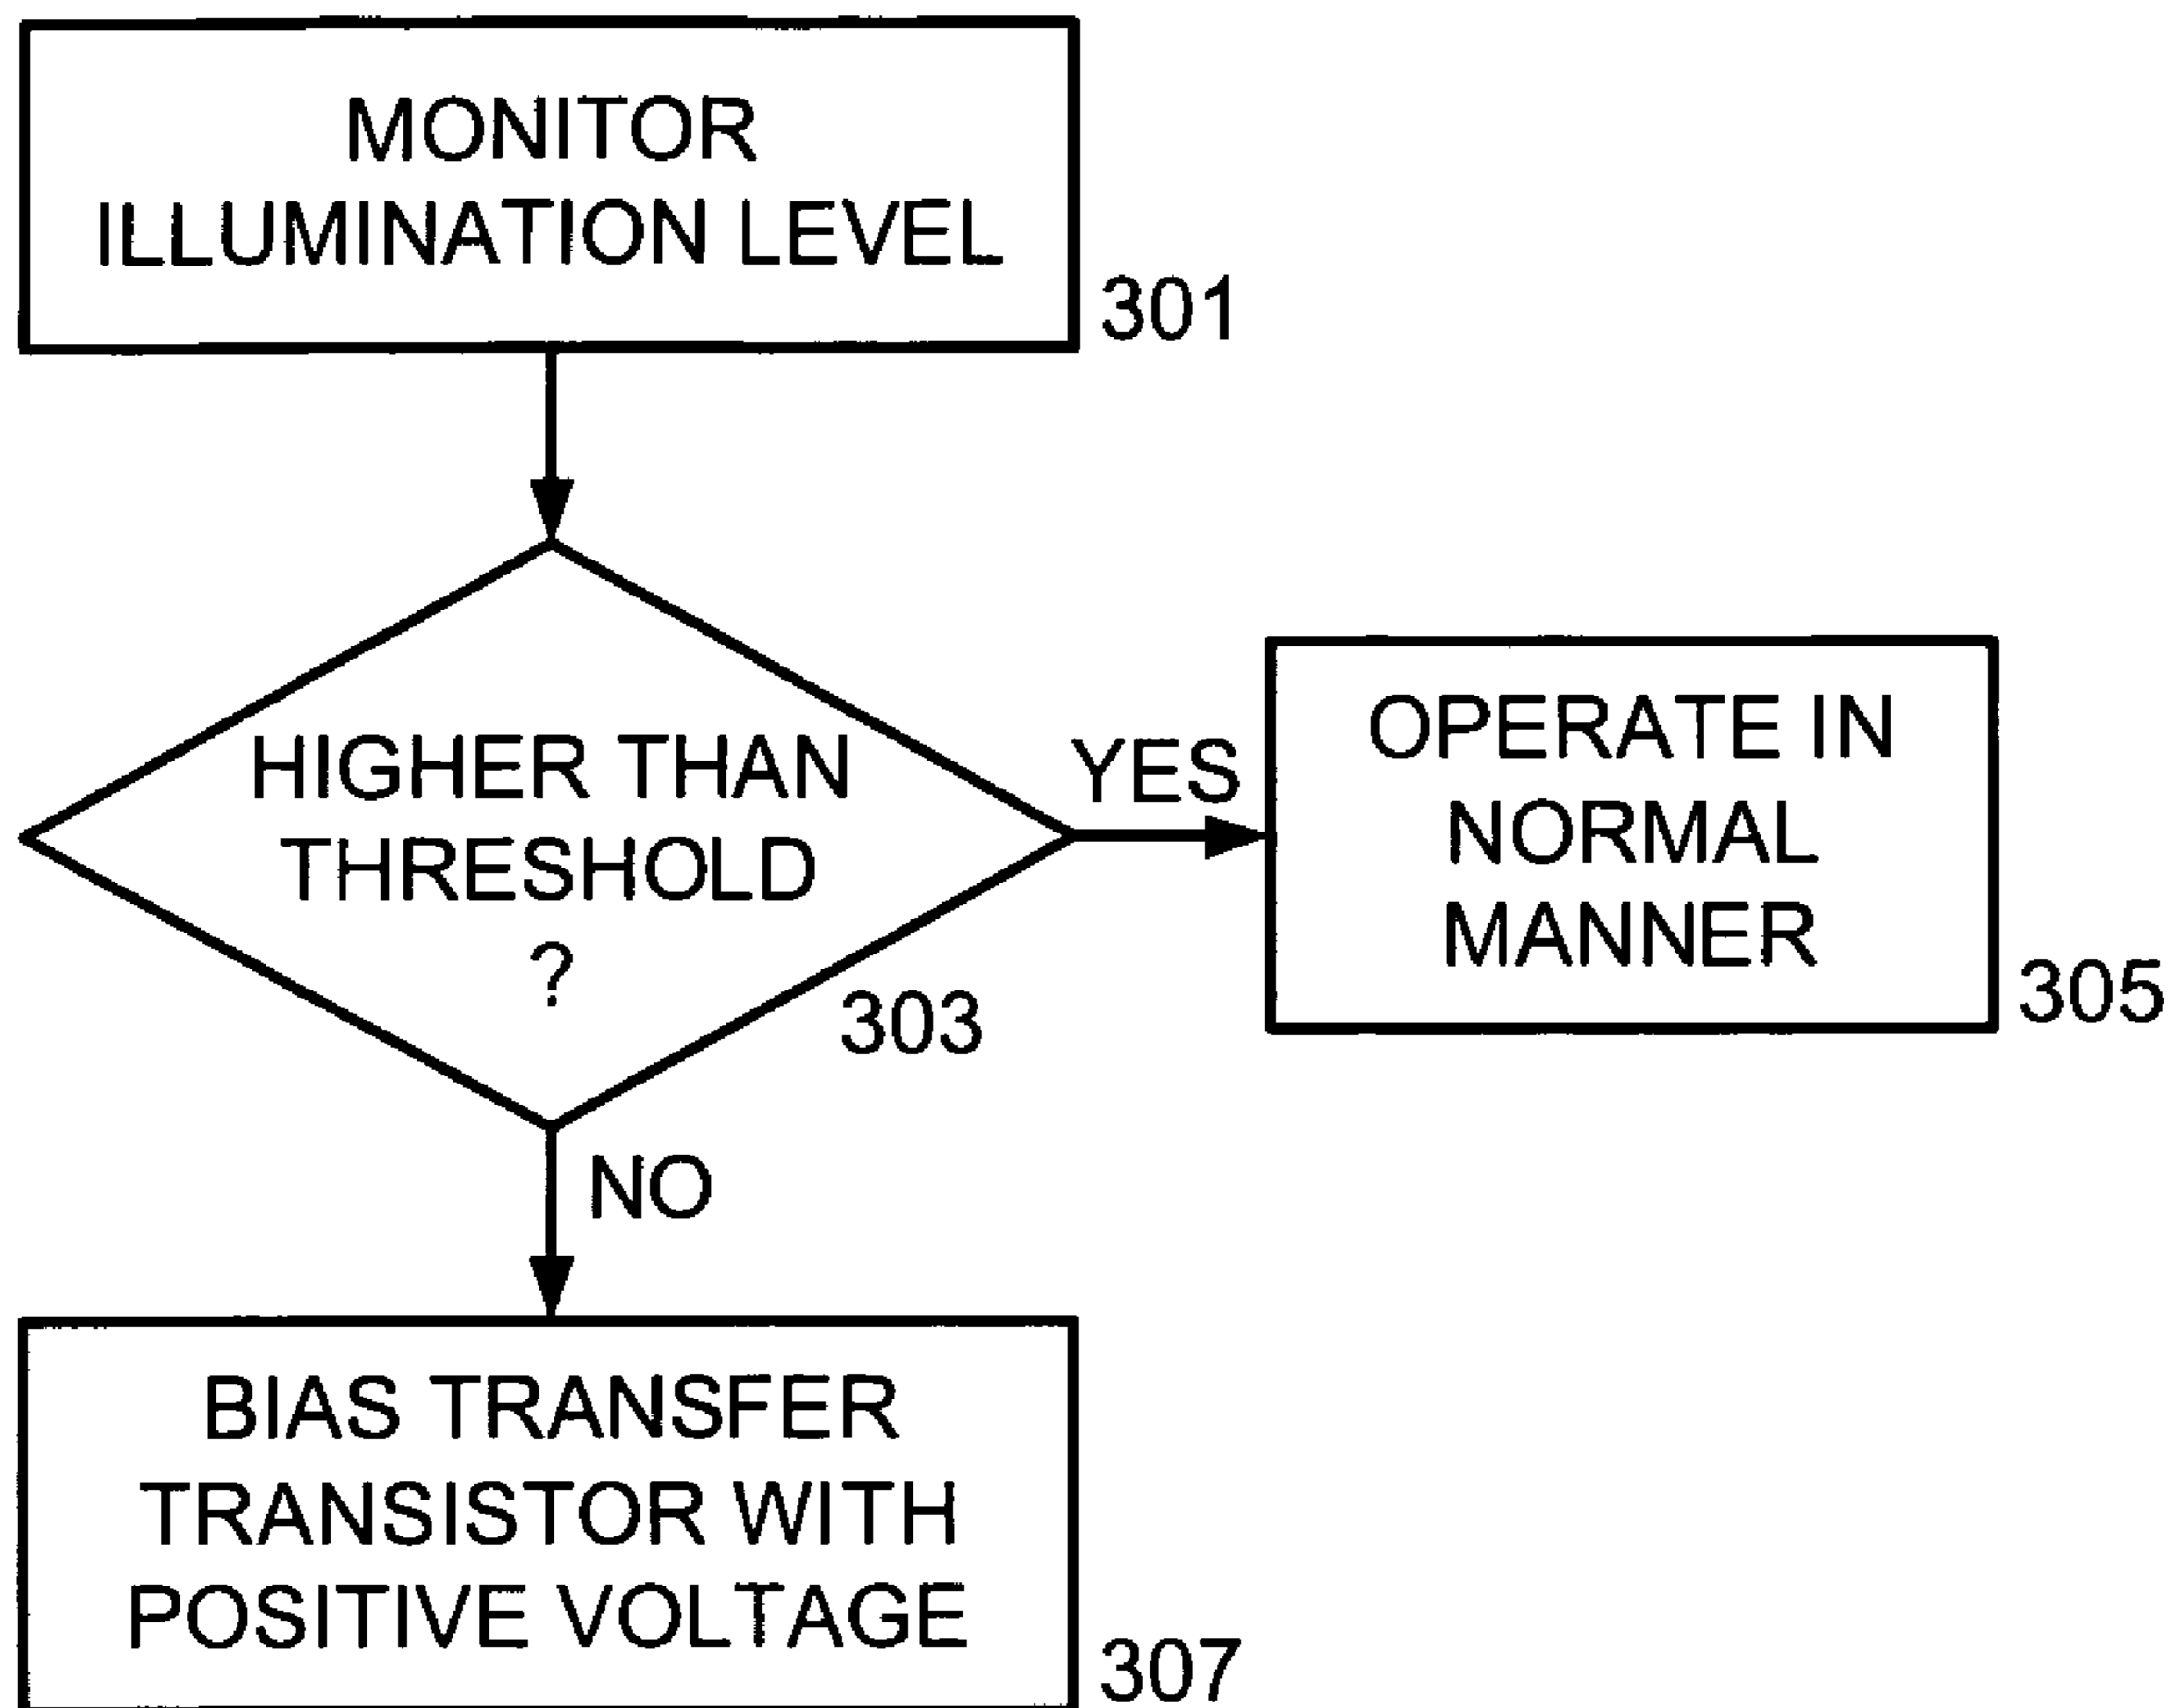 MONITOR
ILLUMINATION LEVEL
301
HIGHER THAN
THRESHOLD
?
303
YES
OPERATE IN
NORMAL
MANNER
305
NO
BIAS TRANSFER
TRANSISTOR WITH
POSITIVE VOLTAGE
307